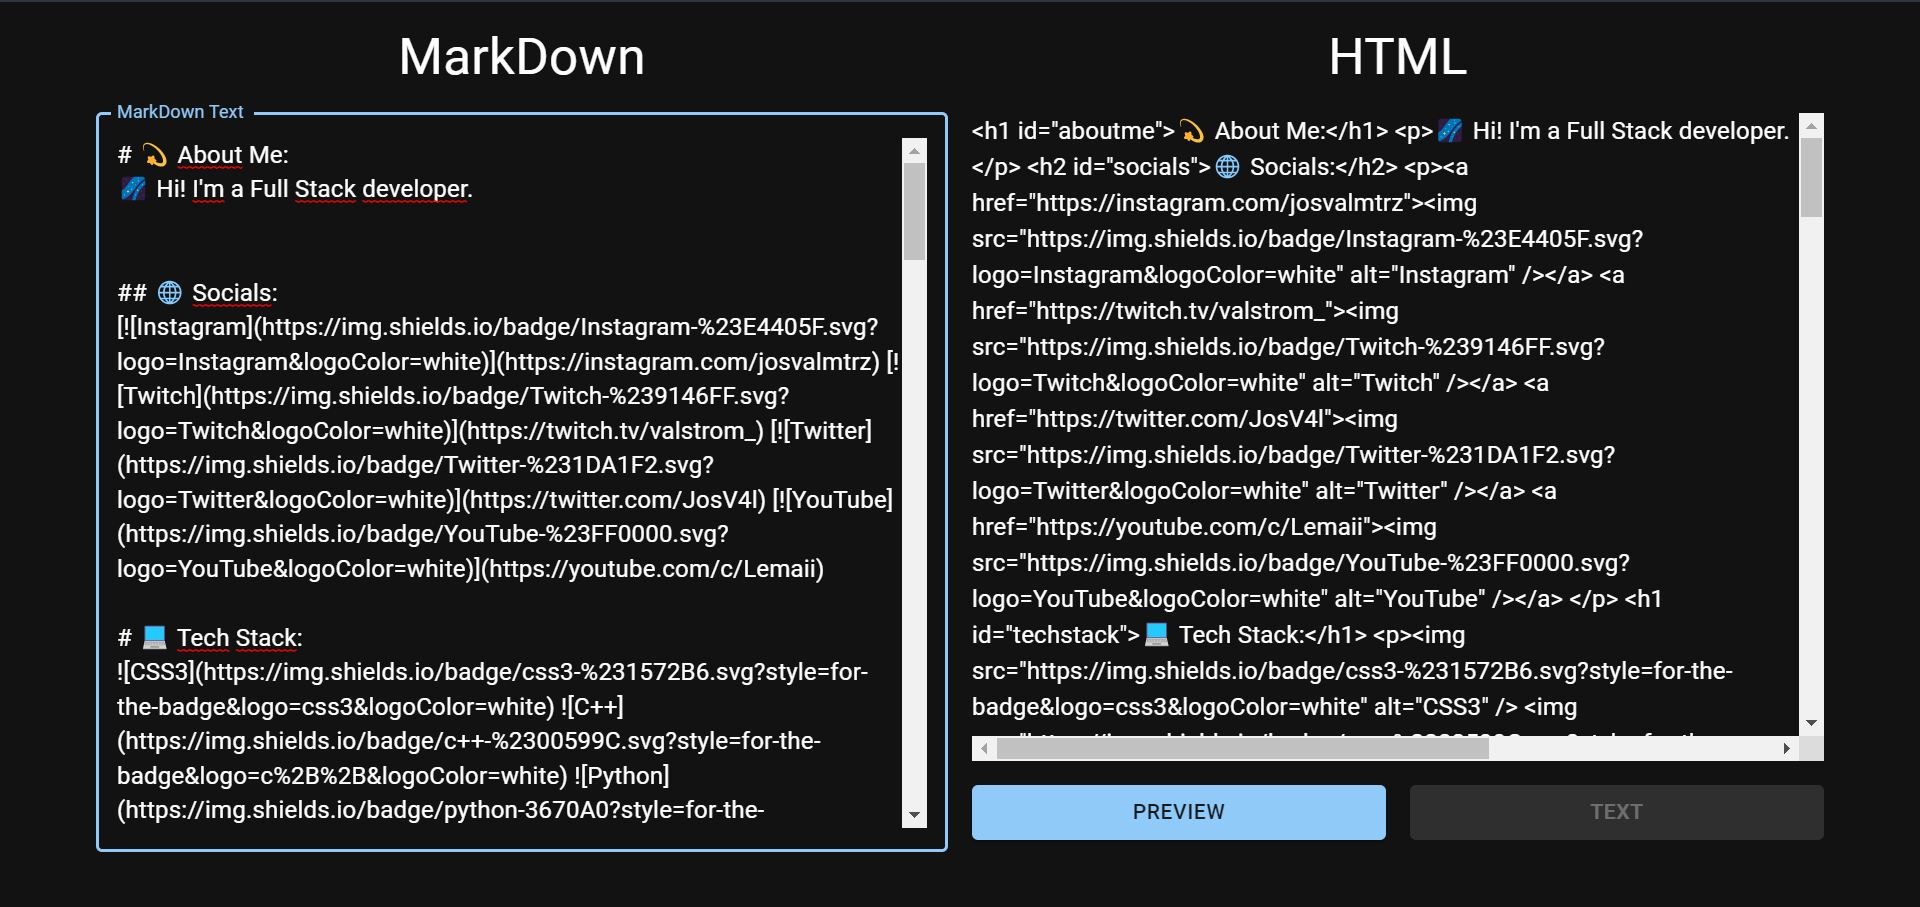 MarkDown
MarkDown Text
# 💫 About Me:
🌌 Hi! I'm a Full Stack developer.
## 🌐 Socials:
[![Instagram](https://img.shields.io/badge/Instagram-%23E4405F.svg?
logo=Instagram&logoColor=white)](https://instagram.com/josvalmtrz) [!
[Twitch](https://img.shields.io/badge/Twitch-%239146FF.svg?
logo=Twitch&logoColor=white)](https://twitch.tv/valstrom_) [![Twitter]
(https://img.shields.io/badge/Twitter-%231DA1F2.svg?
logo=Twitter&logoColor=white)](https://twitter.com/JosV4l) [![YouTube]
(https://img.shields.io/badge/YouTube-%23FF0000.svg?
logo=YouTube&logoColor=white)](https://youtube.com/c/Lemaii)
# 💻 Tech Stack:
![CSS3](https://img.shields.io/badge/css3-%231572B6.svg?style=for-
the-badge&logo=css3&logoColor=white) ![C++]
(https://img.shields.io/badge/c++-%2300599C.svg?style=for-the-
badge&logo=c%2B%2B&logoColor=white) ![Python]
(https://img.shields.io/badge/python-3670A0?style=for-the-
HTML
<h1 id="aboutme">💫 About Me:</h1> <p>🌌 Hi! I'm a Full Stack developer.
</p> <h2 id="socials">🌐 Socials:</h2> <p><a
href="https://instagram.com/josvalmtrz"><img
src="https://img.shields.io/badge/Instagram-%23E4405F.svg?
logo=Instagram&logoColor=white" alt="Instagram" /></a> <a
href="https://twitch.tv/valstrom_"><img
src="https://img.shields.io/badge/Twitch-%239146FF.svg?
logo=Twitch&logoColor=white" alt="Twitch" /></a> <a
href="https://twitter.com/JosV4l"><img
src="https://img.shields.io/badge/Twitter-%231DA1F2.svg?
logo=Twitter&logoColor=white" alt="Twitter" /></a> <a
href="https://youtube.com/c/Lemaii"><img
src="https://img.shields.io/badge/YouTube-%23FF0000.svg?
logo=YouTube&logoColor=white" alt="YouTube" /></a> </p> <h1
id="techstack">💻 Tech Stack:</h1> <p><img
src="https://img.shields.io/badge/css3-%231572B6.svg?style=for-the-
badge&logo=css3&logoColor=white" alt="CSS3" /> <img
PREVIEW
TEXT